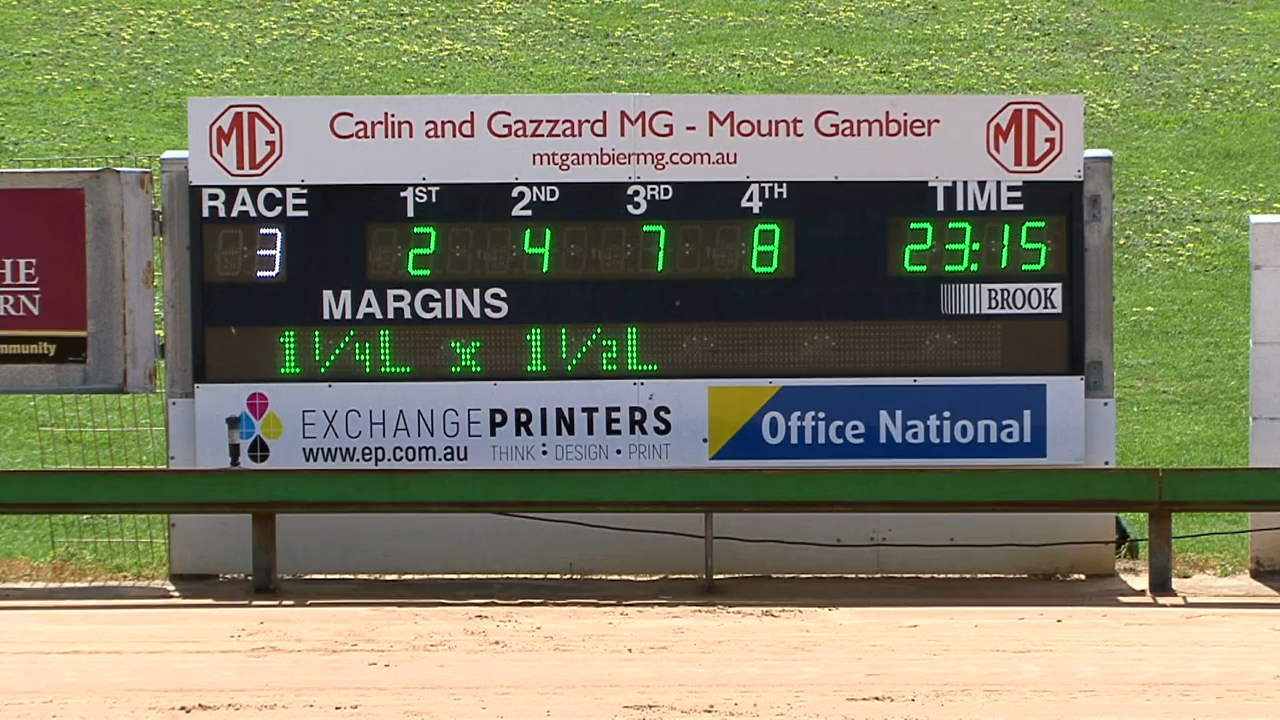 MG Carlin and Gazzard MG - Mount Gambier MG
mtgambiermg.com.au
RACE 1ST 2ND 3RD 4TH TIME
3 2 4 7 8 23:15
MARGINS BROOK
1¼L x 1½L
EXCHANGEPRINTERS
www.ep.com.au THINK : DESIGN • PRINT
Office National
HE
RN
mmunity